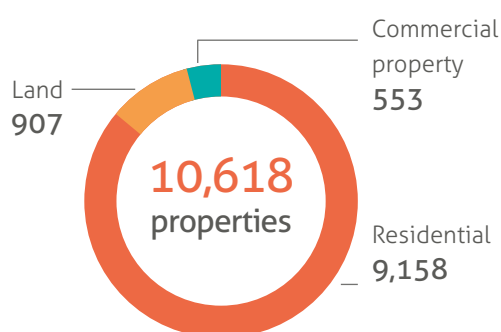 Commercial
property
553
Land
907
10,618
properties
Residential
9,158